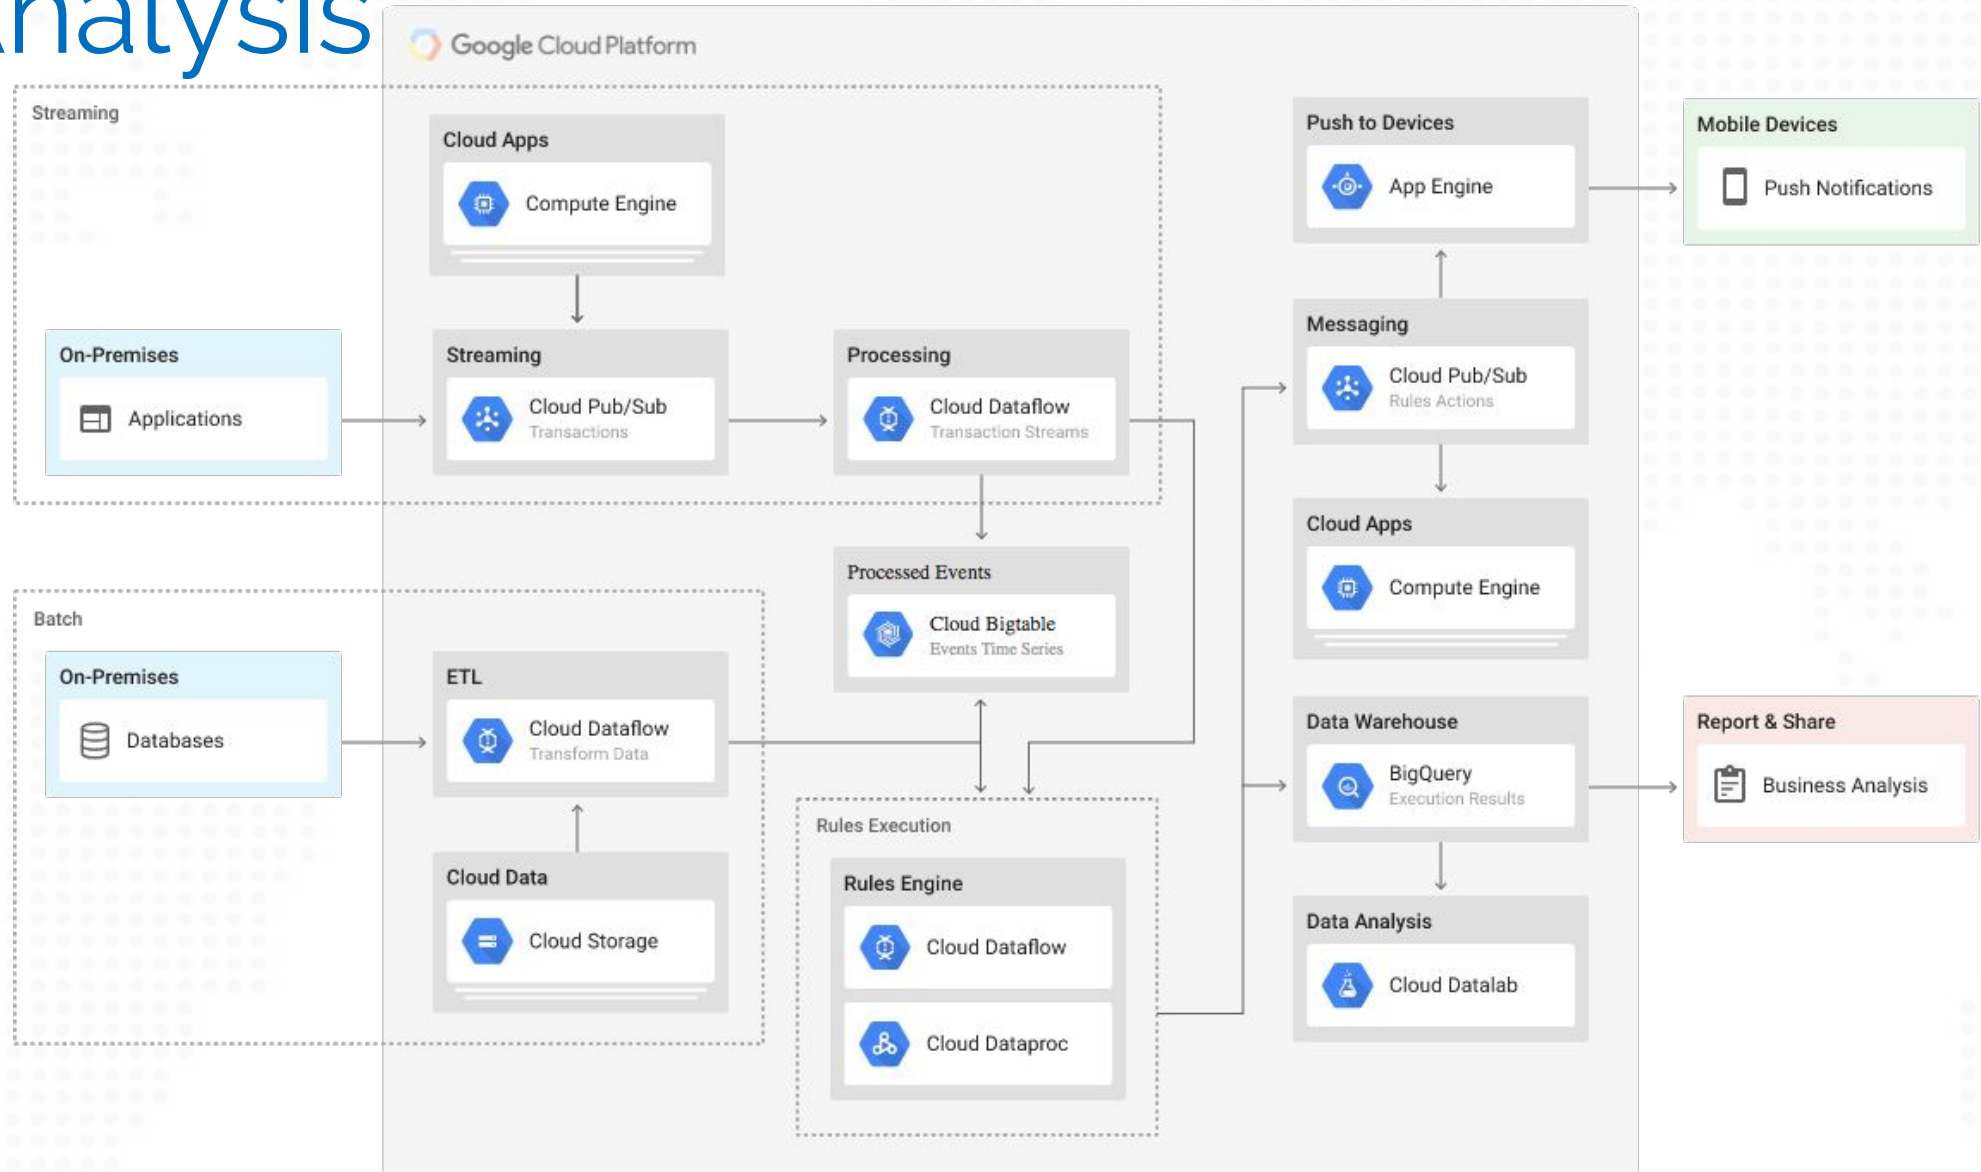 Analysis
Google Cloud Platform
Streaming
Cloud Apps
Compute Engine
On-Premises
Applications
Streaming
Cloud Pub/Sub
Transactions
Processing
Cloud Dataflow
Transaction Streams
Processed Events
Cloud Bigtable
Events Time Series
Batch
On-Premises
Databases
ETL
Cloud Dataflow
Transform Data
Cloud Data
Cloud Storage
Rules Execution
Rules Engine
Cloud Dataflow
Cloud Dataproc
Push to Devices
App Engine
Mobile Devices
Push Notifications
Messaging
Cloud Pub/Sub
Rules Actions
Cloud Apps
Compute Engine
Data Warehouse
BigQuery
Execution Results
Report & Share
Business Analysis
Data Analysis
Cloud Datalab